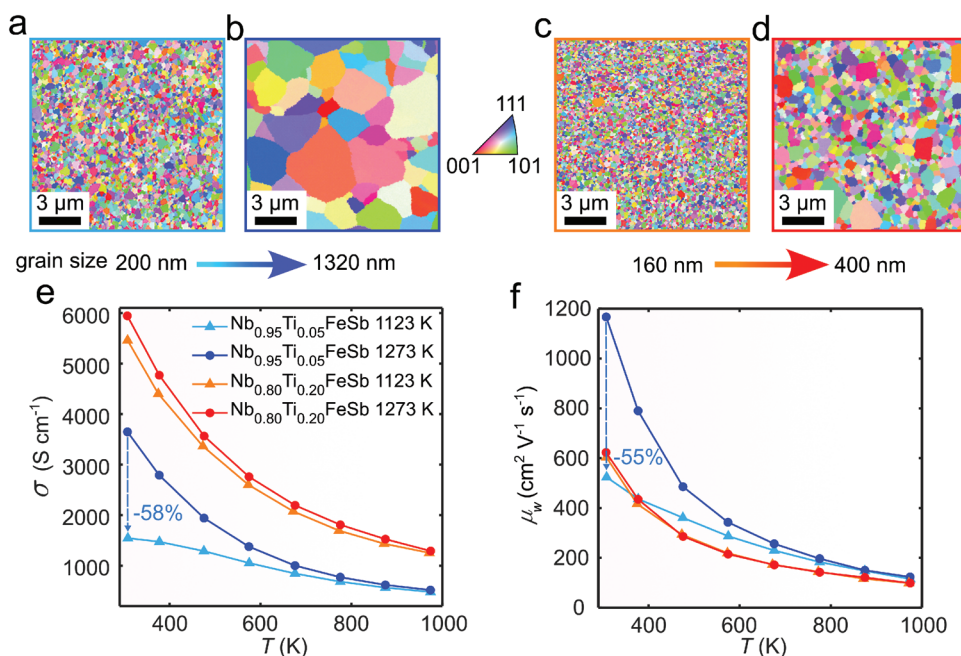 a
b
c
d
111
001
101
3 µm
3 µm
3 µm
3 µm
grain size 200 nm
1320 nm
160 nm
400 nm
e
f
6000
5000
4000
3000
2000
1000
0
σ (S cm⁻¹)
Nb₀.₉₅Ti₀.₀₅FeSb 1123 K
Nb₀.₉₅Ti₀.₀₅FeSb 1273 K
Nb₀.₈₀Ti₀.₂₀FeSb 1123 K
Nb₀.₈₀Ti₀.₂₀FeSb 1273 K
-58%
400 600 800 1000
T (K)
1200
1000
800
600
400
200
0
μw (cm² V⁻¹ s⁻¹)
-55%
400 600 800 1000
T (K)